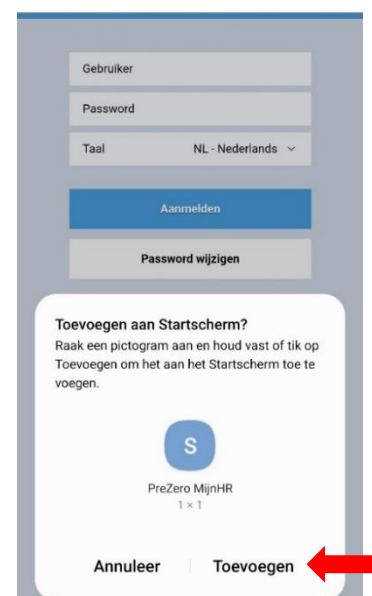 Gebruiker
Password
Taal NL - Nederlands
Aanmelden
Password wijzigen
Toevoegen aan Startscherm?
Raak een pictogram aan en houd vast of tik op
Toevoegen om het aan het Startscherm toe te
voegen.
S
PreZero MijnHR
1 × 1
Annuleer Toevoegen